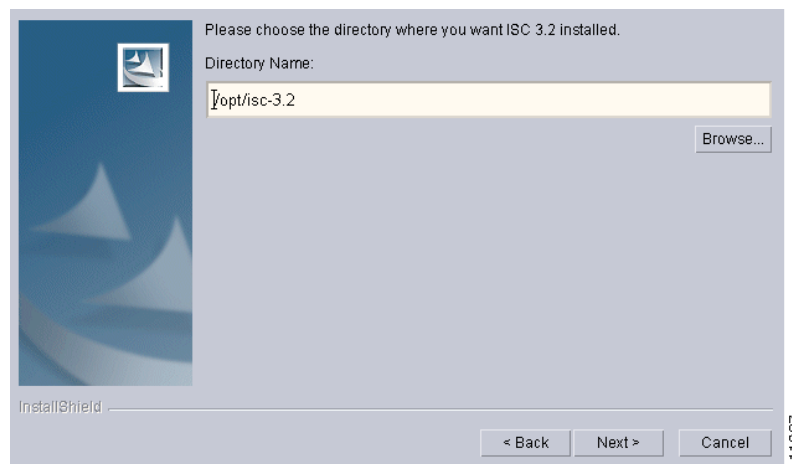 Please choose the directory where you want ISC 3.2 installed.
Directory Name:
/opt/isc-3.2
Browse...
InstallShield
< Back
Next >
Cancel